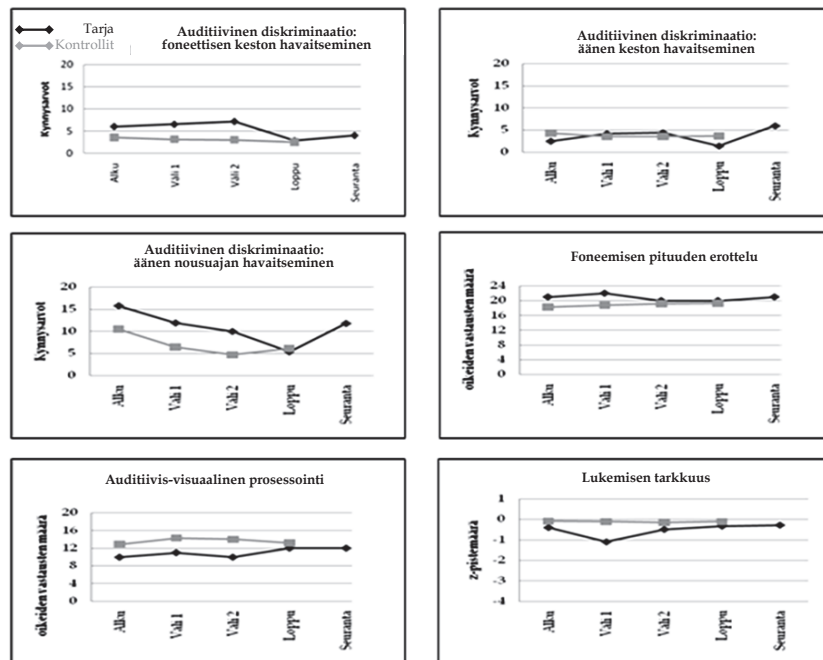 Tarja
Kontrollit
Auditiivinen diskriminaatio:
foneettisen keston havaitseminen
Kynnysarvot
20
15
10
5
0
Alku
Väli 1
Väli 2
Loppu
Seuranta
Auditiivinen diskriminaatio:
äänen keston havaitseminen
Kynnysarvot
20
15
10
5
0
Alku
Väli 1
Väli 2
Loppu
Seuranta
Auditiivinen diskriminaatio:
äänen nousuajan havaitseminen
Kynnysarvot
20
15
10
5
0
Alku
Väli 1
Väli 2
Loppu
Seuranta
Foneemisen pituuden erottelu
oikeiden vastausten määrä
24
20
16
12
8
4
0
Alku
Väli 1
Väli 2
Loppu
Seuranta
Auditiivis-visuaalinen prosessointi
oikeiden vastausten määrä
20
16
12
8
4
0
Alku
Väli 1
Väli 2
Loppu
Seuranta
Lukemisen tarkkuus
z-pistemäärä
1
0
-1
-2
-3
-4
Alku
Väli 1
Väli 2
Loppu
Seuranta